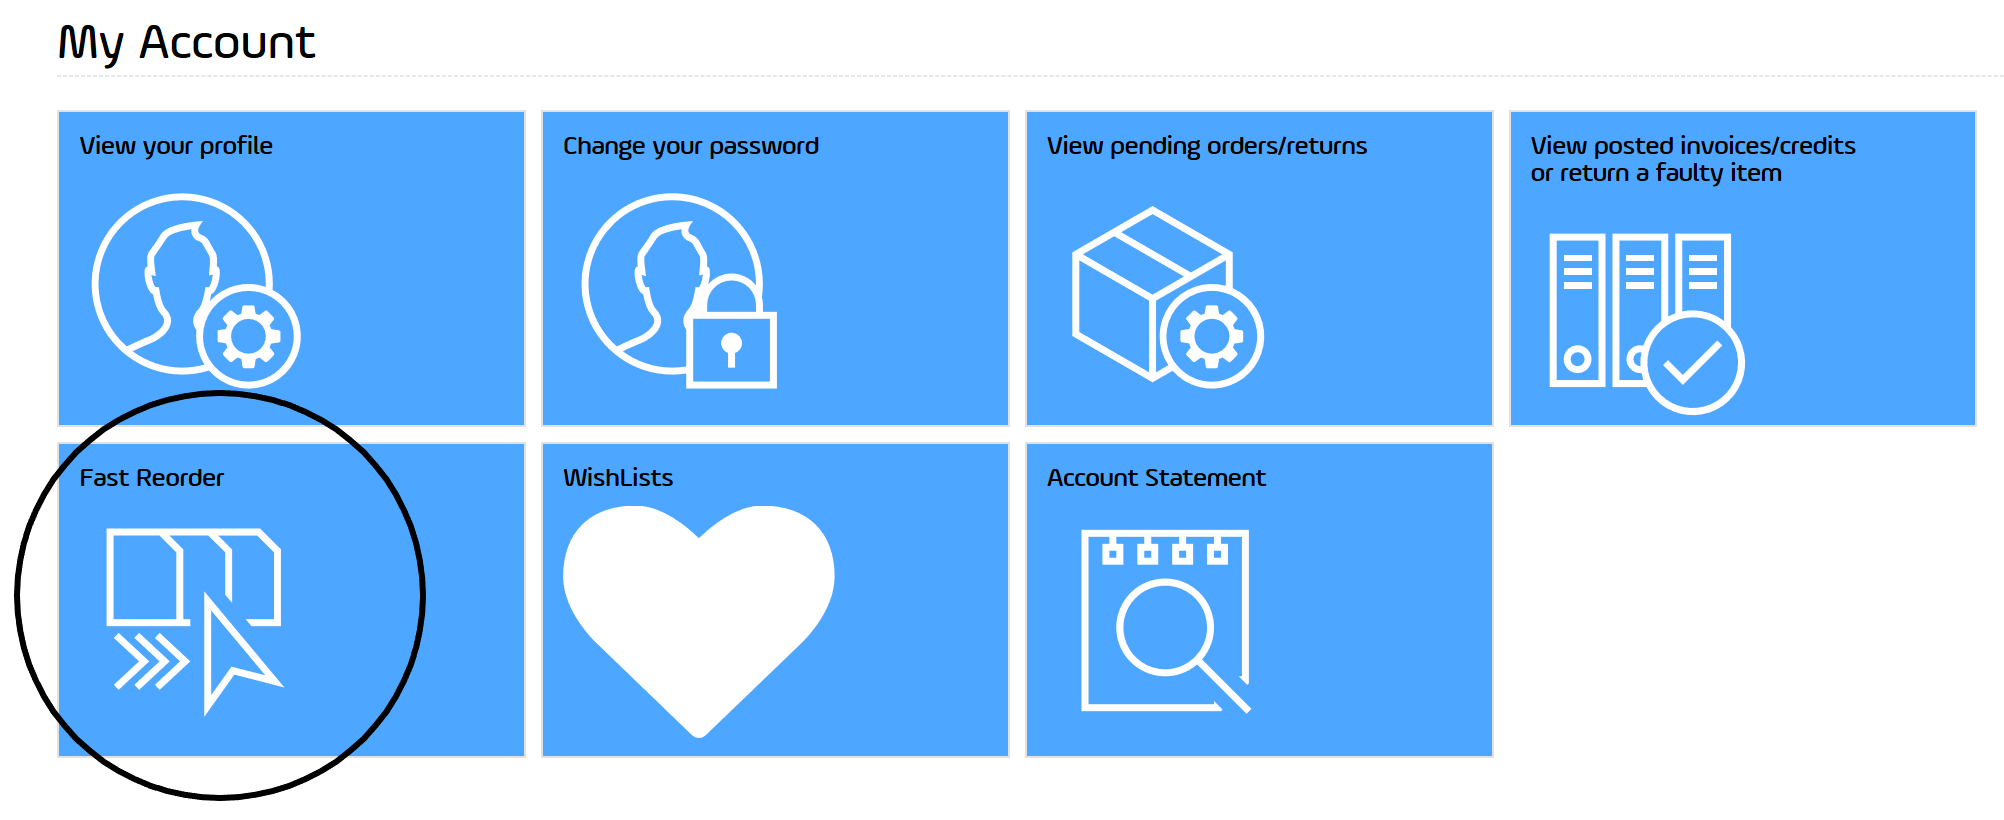 My Account
View your profile
Change your password
View pending orders/returns
View posted invoices/credits
or return a faulty item
Fast Reorder
WishLists
Account Statement